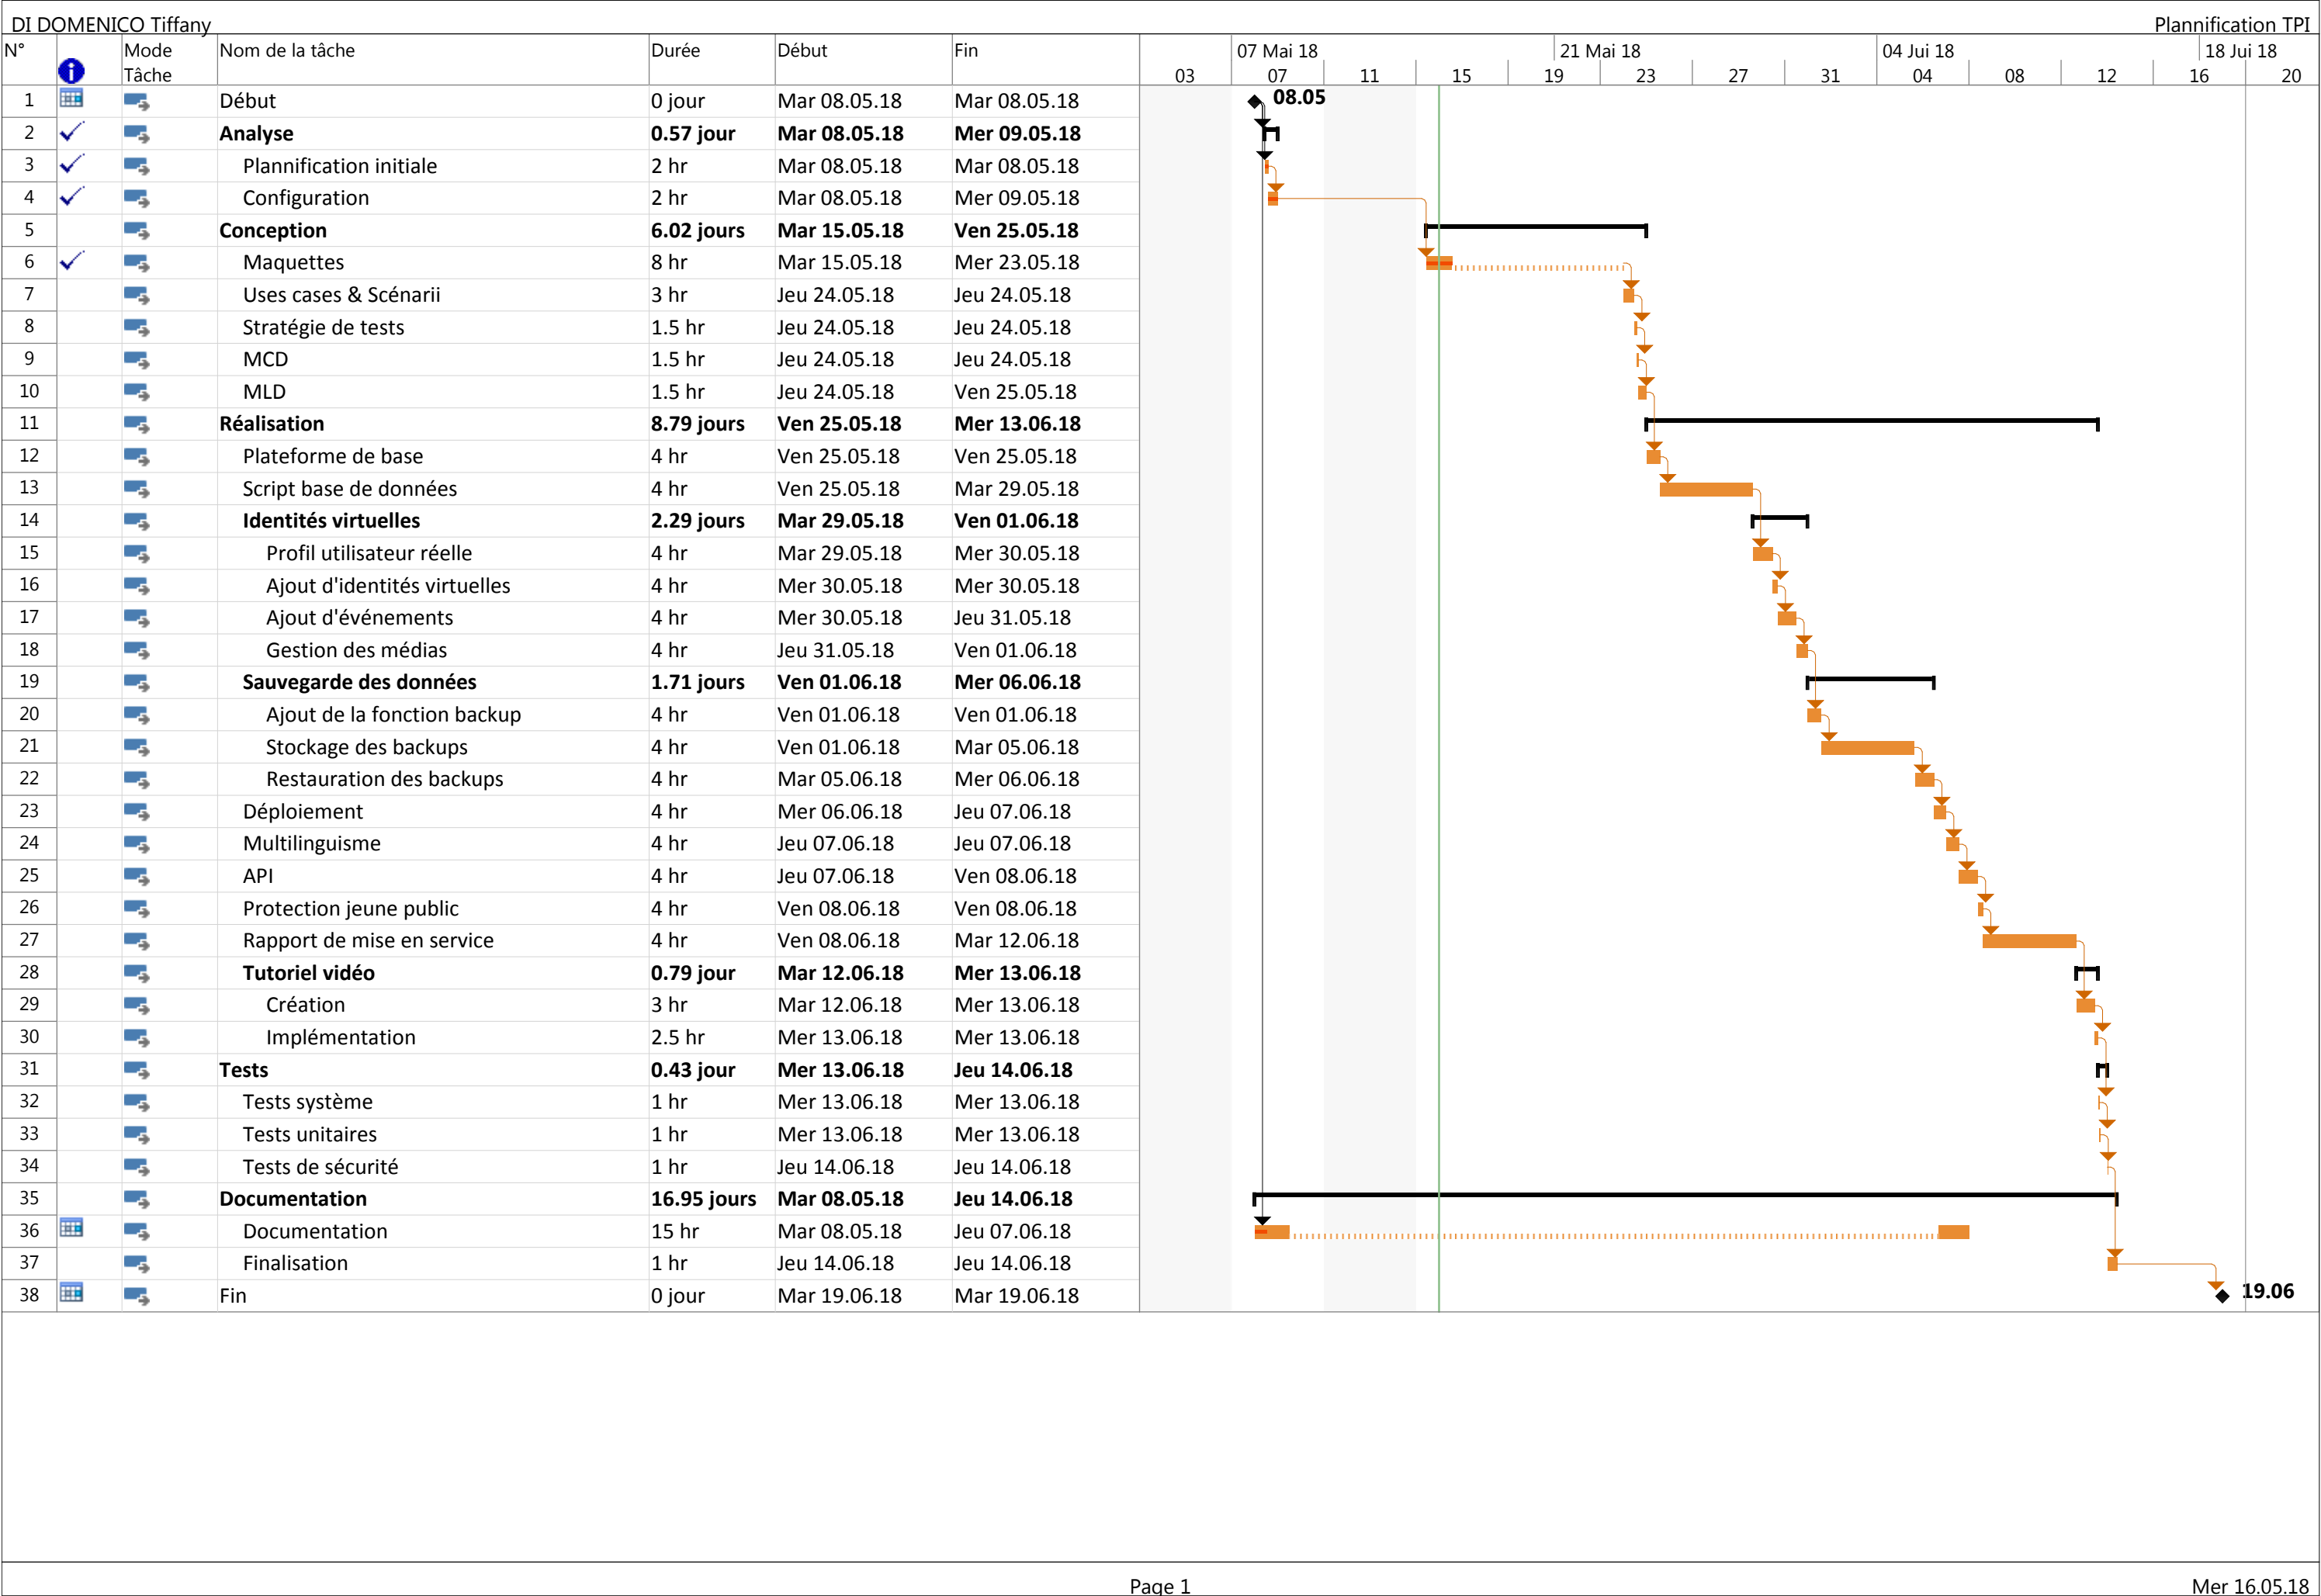 DI DOMENICO Tiffany Plannification TPI
N° Mode Tâche Nom de la tâche Durée Début Fin
07 Mai 18 21 Mai 18 04 Jui 18 18 Jui 18
03 07 11 15 19 23 27 31 04 08 12 16 20
1 Début 0 jour Mar 08.05.18 Mar 08.05.18 08.05
2 Analyse 0.57 jour Mar 08.05.18 Mer 09.05.18
3 Plannification initiale 2 hr Mar 08.05.18 Mar 08.05.18
4 Configuration 2 hr Mar 08.05.18 Mer 09.05.18
5 Conception 6.02 jours Mar 15.05.18 Ven 25.05.18
6 Maquettes 8 hr Mar 15.05.18 Mer 23.05.18
7 Uses cases & Scénarii 3 hr Jeu 24.05.18 Jeu 24.05.18
8 Stratégie de tests 1.5 hr Jeu 24.05.18 Jeu 24.05.18
9 MCD 1.5 hr Jeu 24.05.18 Jeu 24.05.18
10 MLD 1.5 hr Jeu 24.05.18 Ven 25.05.18
11 Réalisation 8.79 jours Ven 25.05.18 Mer 13.06.18
12 Plateforme de base 4 hr Ven 25.05.18 Ven 25.05.18
13 Script base de données 4 hr Ven 25.05.18 Mar 29.05.18
14 Identités virtuelles 2.29 jours Mar 29.05.18 Ven 01.06.18
15 Profil utilisateur réelle 4 hr Mar 29.05.18 Mer 30.05.18
16 Ajout d'identités virtuelles 4 hr Mer 30.05.18 Mer 30.05.18
17 Ajout d'événements 4 hr Mer 30.05.18 Jeu 31.05.18
18 Gestion des médias 4 hr Jeu 31.05.18 Ven 01.06.18
19 Sauvegarde des données 1.71 jours Ven 01.06.18 Mer 06.06.18
20 Ajout de la fonction backup 4 hr Ven 01.06.18 Ven 01.06.18
21 Stockage des backups 4 hr Ven 01.06.18 Mar 05.06.18
22 Restauration des backups 4 hr Mar 05.06.18 Mer 06.06.18
23 Déploiement 4 hr Mer 06.06.18 Jeu 07.06.18
24 Multilinguisme 4 hr Jeu 07.06.18 Jeu 07.06.18
25 API 4 hr Jeu 07.06.18 Ven 08.06.18
26 Protection jeune public 4 hr Ven 08.06.18 Ven 08.06.18
27 Rapport de mise en service 4 hr Ven 08.06.18 Mar 12.06.18
28 Tutoriel vidéo 0.79 jour Mar 12.06.18 Mer 13.06.18
29 Création 3 hr Mar 12.06.18 Mer 13.06.18
30 Implémentation 2.5 hr Mer 13.06.18 Mer 13.06.18
31 Tests 0.43 jour Mer 13.06.18 Jeu 14.06.18
32 Tests système 1 hr Mer 13.06.18 Mer 13.06.18
33 Tests unitaires 1 hr Mer 13.06.18 Mer 13.06.18
34 Tests de sécurité 1 hr Jeu 14.06.18 Jeu 14.06.18
35 Documentation 16.95 jours Mar 08.05.18 Jeu 14.06.18
36 Documentation 15 hr Mar 08.05.18 Jeu 07.06.18
37 Finalisation 1 hr Jeu 14.06.18 Jeu 14.06.18
38 Fin 0 jour Mar 19.06.18 Mar 19.06.18 19.06
Page 1 Mer 16.05.18